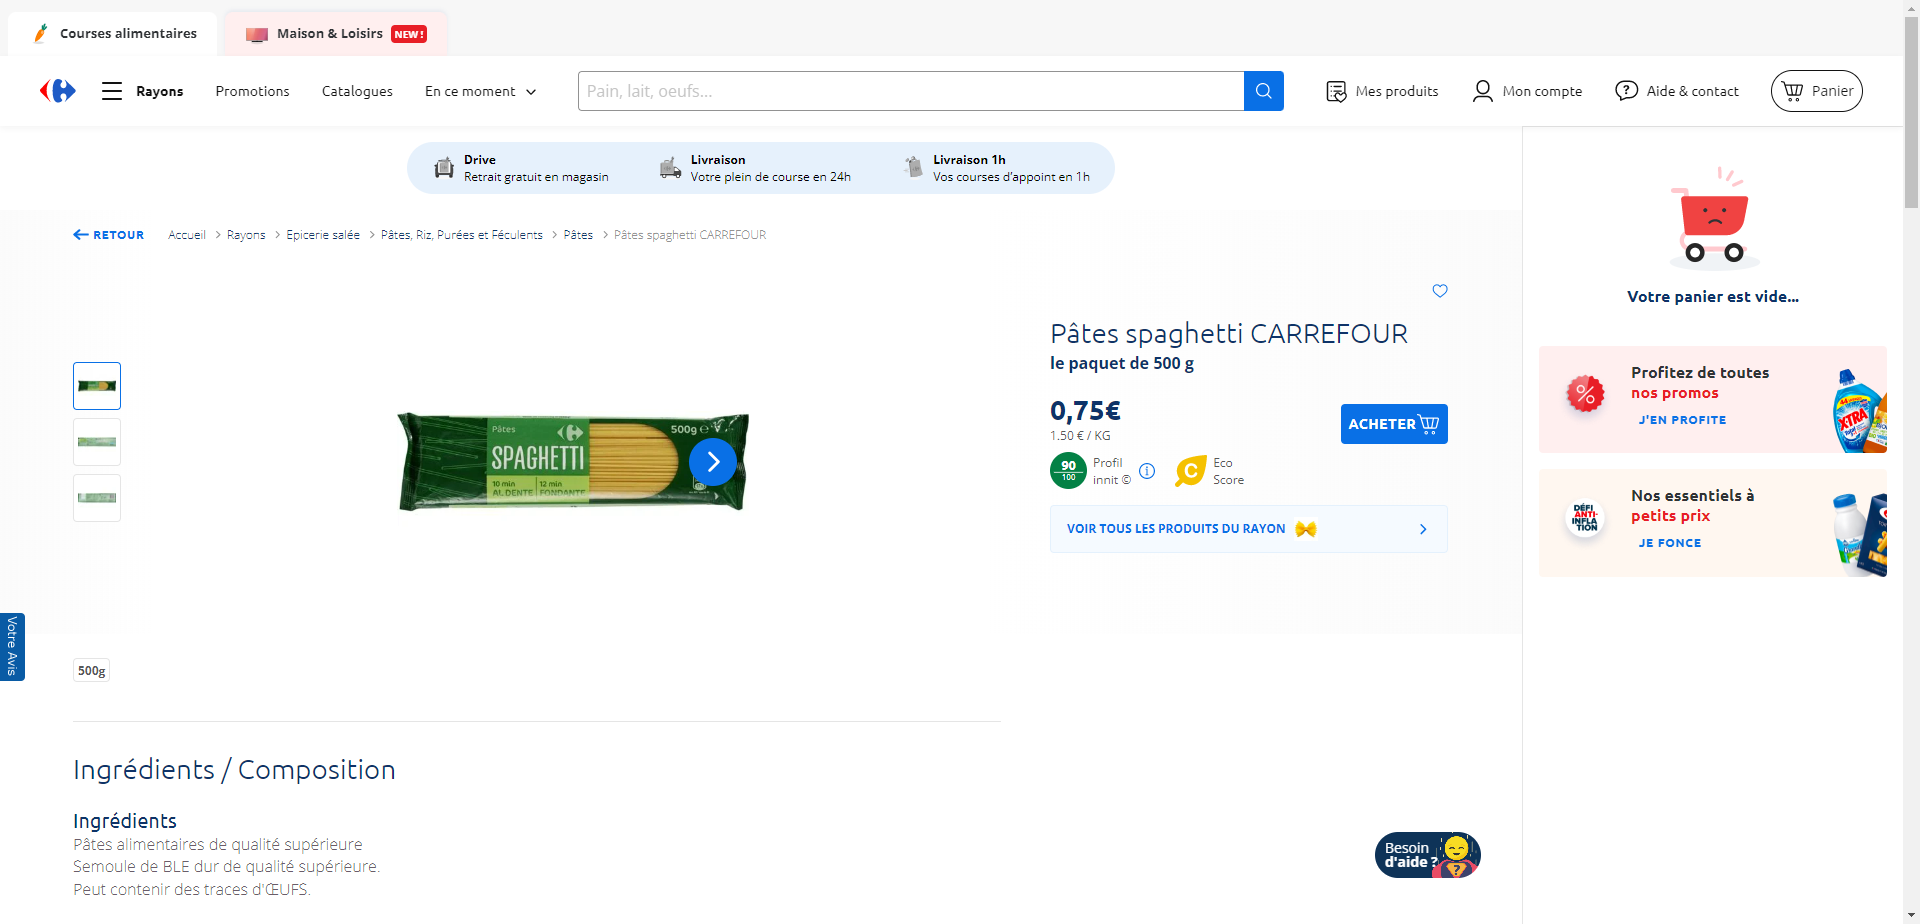 Courses alimentaires
Maison & Loisirs NEW !
Rayons
Promotions
Catalogues
En ce moment
Pain, lait, oeufs...
Mes produits
Mon compte
Aide & contact
Panier
Drive
Retrait gratuit en magasin
Livraison
Votre plein de course en 24h
Livraison 1h
Vos courses d'appoint en 1h
RETOUR
Accueil > Rayons > Epicerie salée > Pâtes, Riz, Purées et Féculents > Pâtes > Pâtes spaghetti CARREFOUR
Pâtes
SPAGHETTI
500g e
10 min
AL DENTE
12 min
FONDANTE
Pâtes spaghetti CARREFOUR
le paquet de 500 g
0,75€
1.50 € / KG
ACHETER
90
100
Profil
innit ©
C
Eco
Score
VOIR TOUS LES PRODUITS DU RAYON
Votre panier est vide...
%
Profitez de toutes
nos promos
J'EN PROFITE
X-TRA
DÉFI
ANTI-
INFLA
TION
Nos essentiels à
petits prix
JE FONCE
Votre Avis
500g
Ingrédients / Composition
Ingrédients
Pâtes alimentaires de qualité supérieure
Semoule de BLE dur de qualité supérieure.
Peut contenir des traces d'ŒUFS.
Besoin
d'aide ?